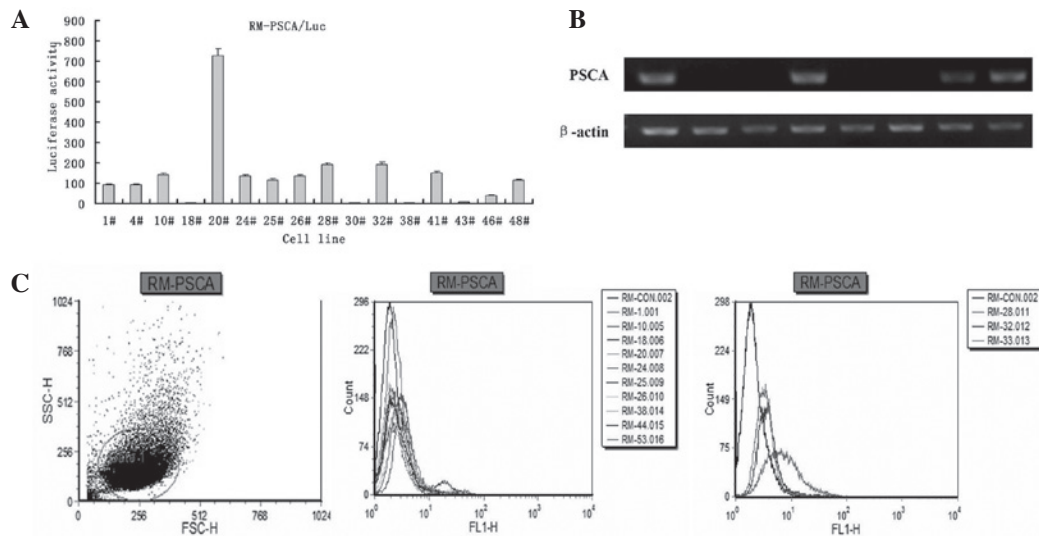 A
RM-PSCA/Luc
Luciferase activity
900
800
700
600
500
400
300
200
100
0
1# 4# 10# 18# 20# 24# 25# 26# 28# 30# 32# 38# 41# 43# 46# 48#
Cell line
B
PSCA
β-actin
C
RM-PSCA
SSC-H
1024
768
512
256
0
0 256 512 768 1024
FSC-H
RM-PSCA
Count
298
222
149
74
0
10⁰ 10¹ 10² 10³ 10⁴
FL1-H
RM-CON.002
RM-1.001
RM-10.005
RM-18.006
RM-20.007
RM-24.008
RM-25.009
RM-26.010
RM-38.014
RM-44.015
RM-53.016
RM-PSCA
Count
298
224
149
74
0
10⁰ 10¹ 10² 10³ 10⁴
FL1-H
RM-CON.002
RM-28.011
RM-32.012
RM-33.013